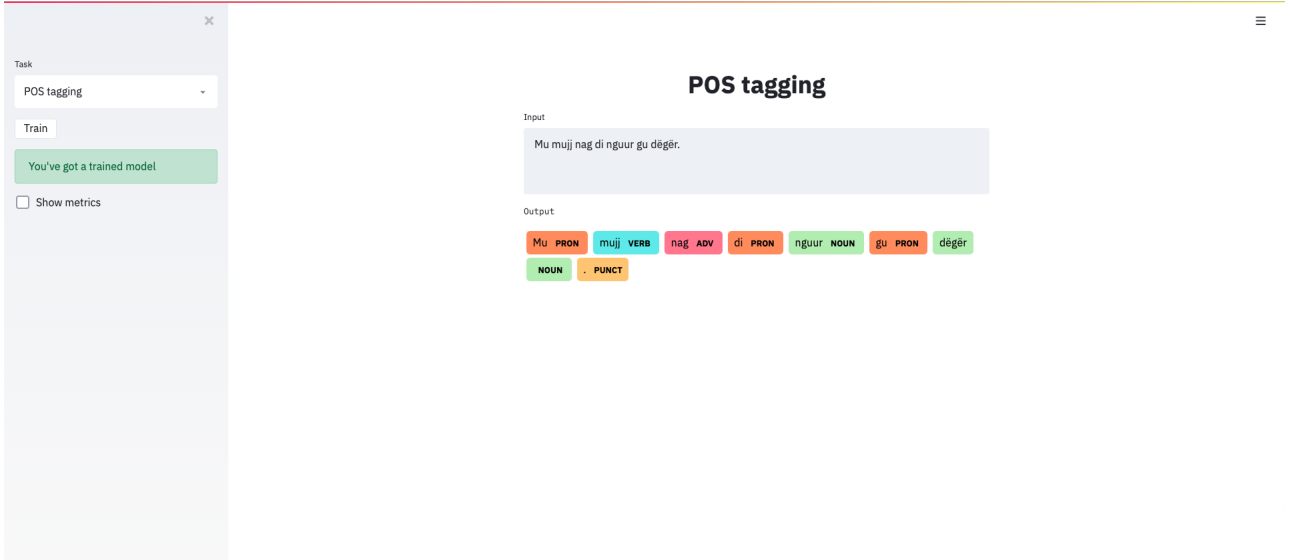 ×
☰
Task
POS tagging
Train
You've got a trained model
Show metrics
POS tagging
Input
Mu mujj nag di nguur gu dëgër.
Output
Mu PRON mujj VERB nag ADV di PRON nguur NOUN gu PRON dëgër
NOUN . PUNCT